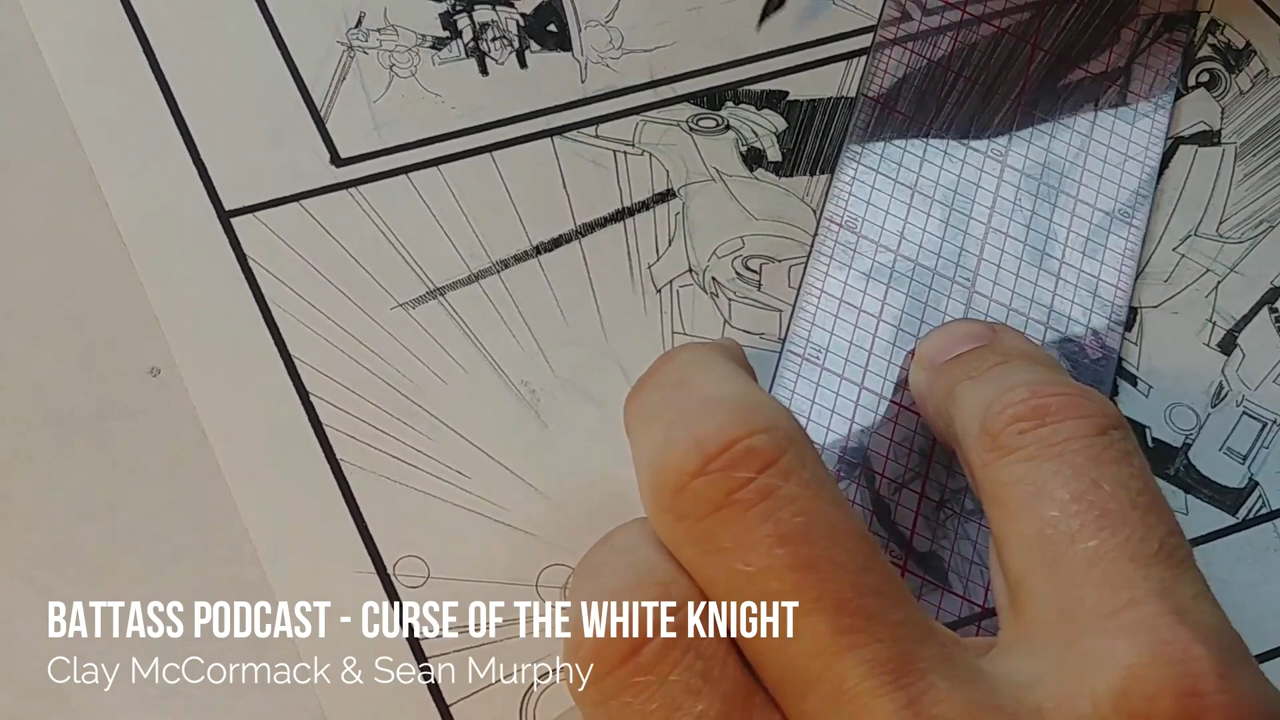 BATTASS PODCAST - CURSE OF THE WHITE KNIGHT
Clay McCormack & Sean Murphy